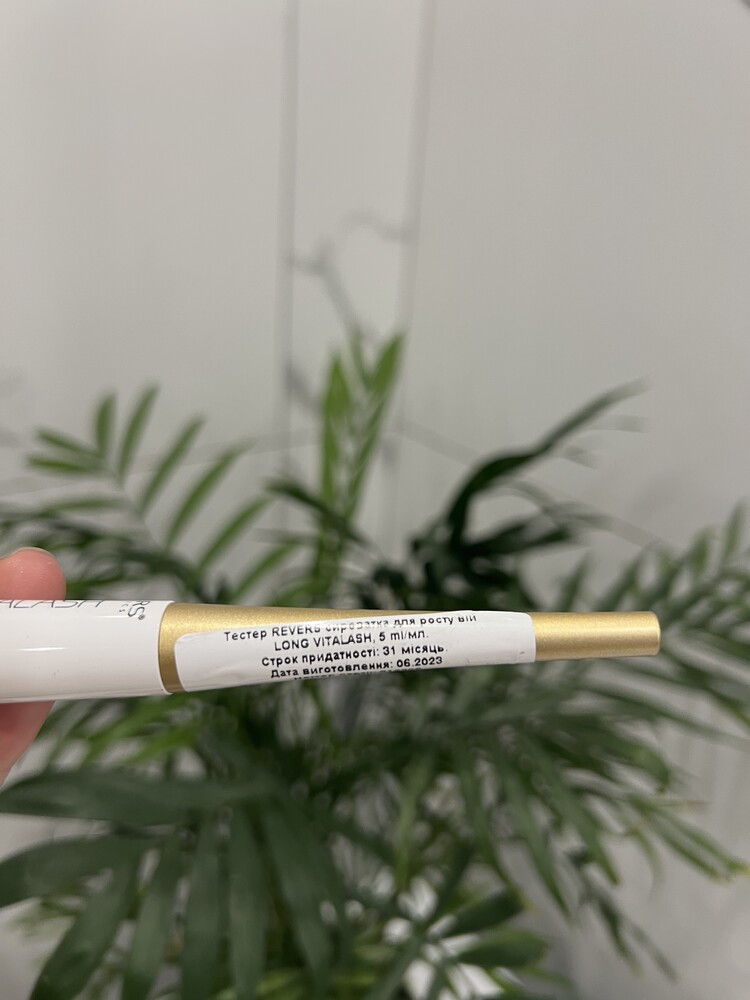 Тестер REVERS сироватка для росту вій
LONG VITALASH, 5 ml/мл.
Строк придатності: 31 місяць.
Дата виготовлення: 06.2023